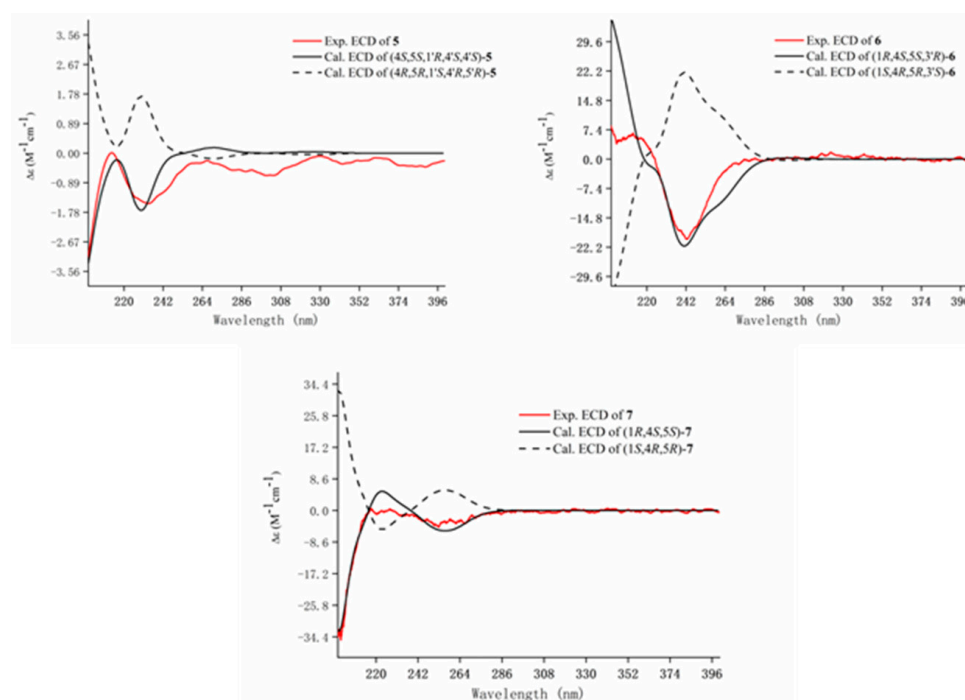 3.56
2.67
1.78
0.89
0.00
-0.89
-1.78
-2.67
-3.56
Δε (M⁻¹cm⁻¹)
Exp. ECD of 5
Cal. ECD of (4S,5S,1'R,4'S,4'S)-5
Cal. ECD of (4R,5R,1'S,4'R,5'R)-5
220 242 264 286 308 330 352 374 396
Wavelength (nm)
29.6
22.2
14.8
7.4
0.0
-7.4
-14.8
-22.2
-29.6
Δε (M⁻¹cm⁻¹)
Exp. ECD of 6
Cal. ECD of (1R,4S,5S,3'R)-6
Cal. ECD of (1S,4R,5R,3'S)-6
220 242 264 286 308 330 352 374 396
Wavelength (nm)
34.4
25.8
17.2
8.6
0.0
-8.6
-17.2
-25.8
-34.4
Δε (M⁻¹cm⁻¹)
Exp. ECD of 7
Cal. ECD of (1R,4S,5S)-7
Cal. ECD of (1S,4R,5R)-7
220 242 264 286 308 330 352 374 396
Wavelength (nm)